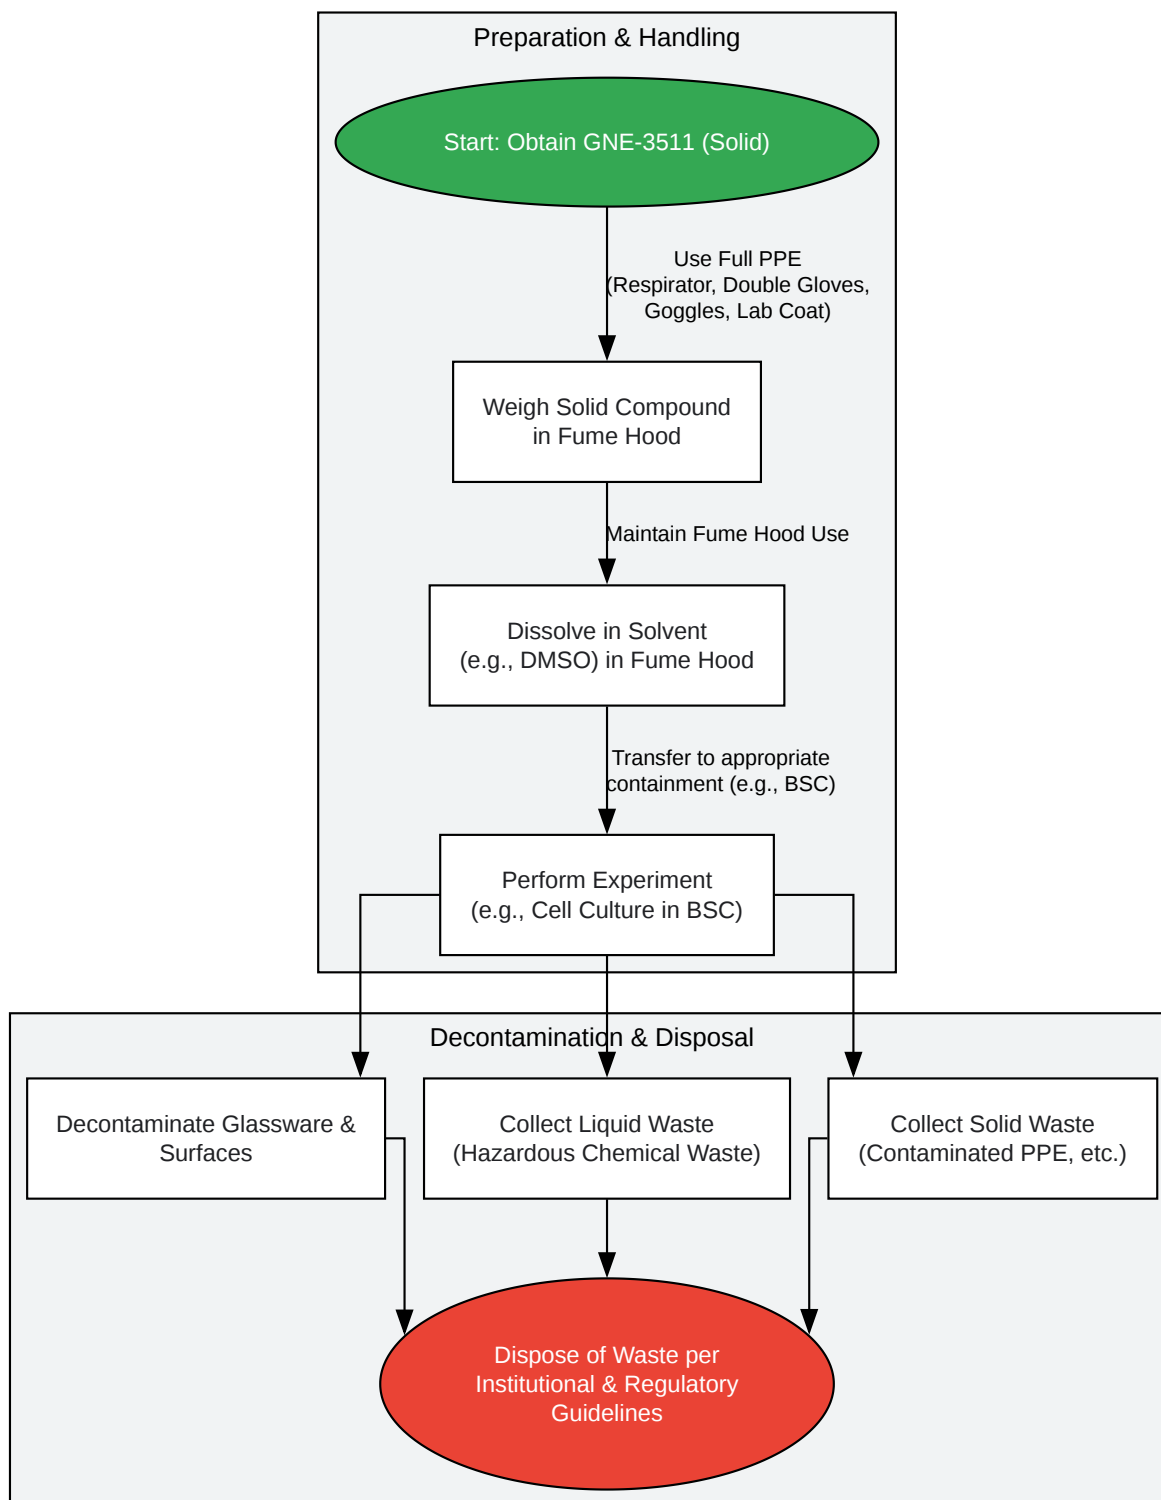 Preparation & Handling
Start: Obtain GNE-3511 (Solid)
Use Full PPE
(Respirator, Double Gloves,
Goggles, Lab Coat)
Weigh Solid Compound
in Fume Hood
Maintain Fume Hood Use
Dissolve in Solvent
(e.g., DMSO) in Fume Hood
Transfer to appropriate
containment (e.g., BSC)
Perform Experiment
(e.g., Cell Culture in BSC)
Decontamination & Disposal
Decontaminate Glassware &
Surfaces
Collect Liquid Waste
(Hazardous Chemical Waste)
Collect Solid Waste
(Contaminated PPE, etc.)
Dispose of Waste per
Institutional & Regulatory
Guidelines